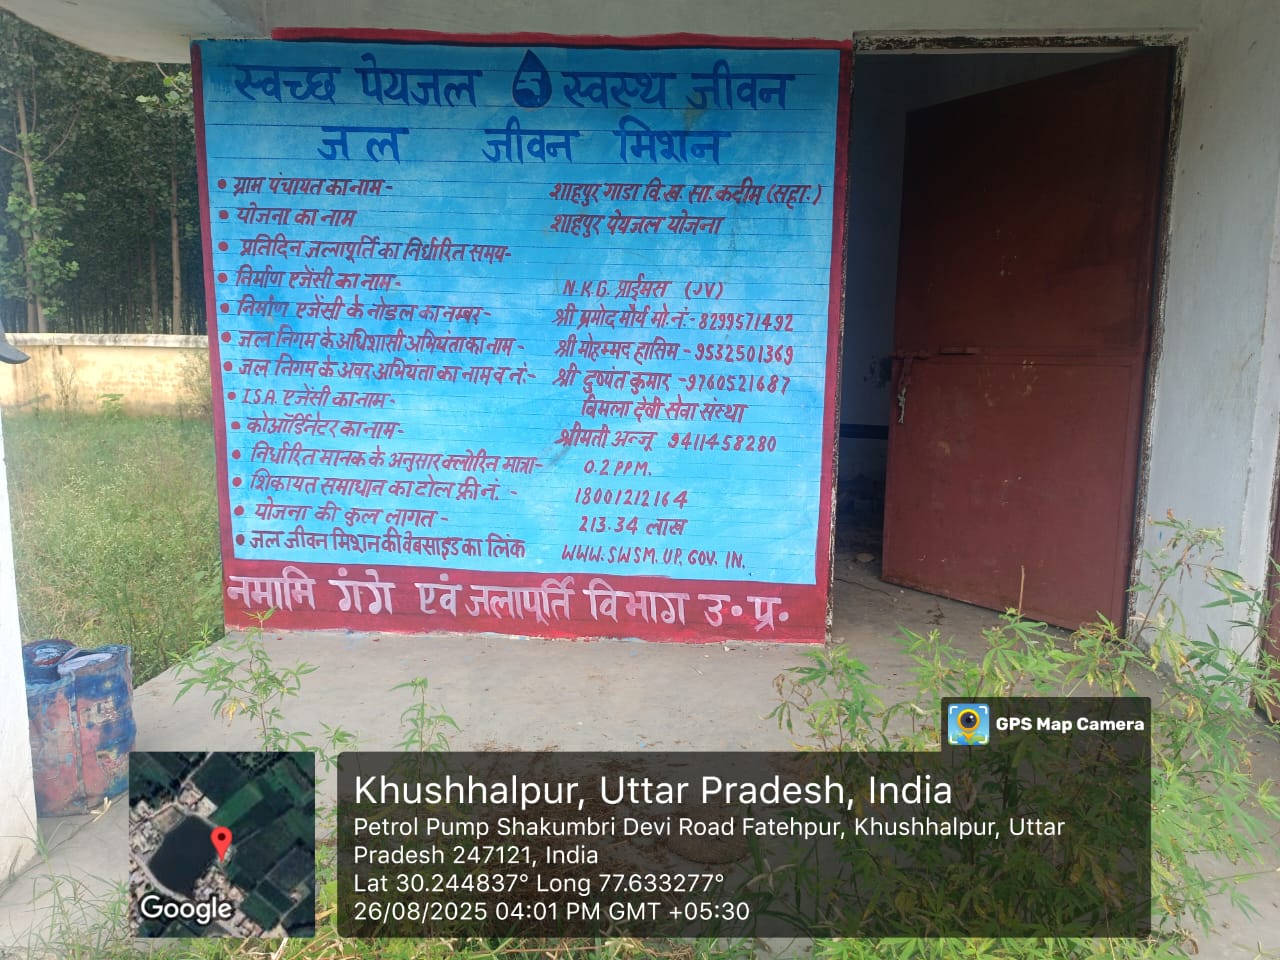 स्वच्छ पेयजल स्वस्थ जीवन
जल जीवन मिशन
• ग्राम पंचायत का नाम- शाहपुर गाडा वि.ख. सा. कदीम (सहा.)
• योजना का नाम शाहपुर पेयजल योजना
• प्रतिदिन जलापूर्ति का निर्धारित समय-
• निर्माण एजेंसी का नाम- N.K.G. प्राईमस (JV)
• निर्माण एजेंसी के नोडल का नम्बर- श्री प्रमोद मौर्य मो.नं.- 8299571492
• जल निगम के अधिशासी अभियंता का नाम- श्री मोहम्मद हासिम - 9532501369
• जल निगम के अवर अभियंता का नाम व नं:- श्री दुष्यंत कुमार -9760521687
• I.S.A. एजेंसी का नाम- बिमला देवी सेवा संस्था
• कोऑर्डिनेटर का नाम- श्रीमती अन्जू 9411458280
• निर्धारित मानक के अनुसार क्लोरिन मात्रा- 0.2 PPM.
• शिकायत समाधान का टोल फ्री नं. - 18001212164
• योजना की कुल लागत- 213.34 लाख
• जल जीवन मिशन की वेबसाइड का लिंक WWW.SWSM.UP.GOV.IN.
नमामि गंगे एवं जलापूर्ति विभाग उ॰ प्र॰
GPS Map Camera
Khushhalpur, Uttar Pradesh, India
Petrol Pump Shakumbri Devi Road Fatehpur, Khushhalpur, Uttar
Pradesh 247121, India
Lat 30.244837° Long 77.633277°
26/08/2025 04:01 PM GMT +05:30
Google